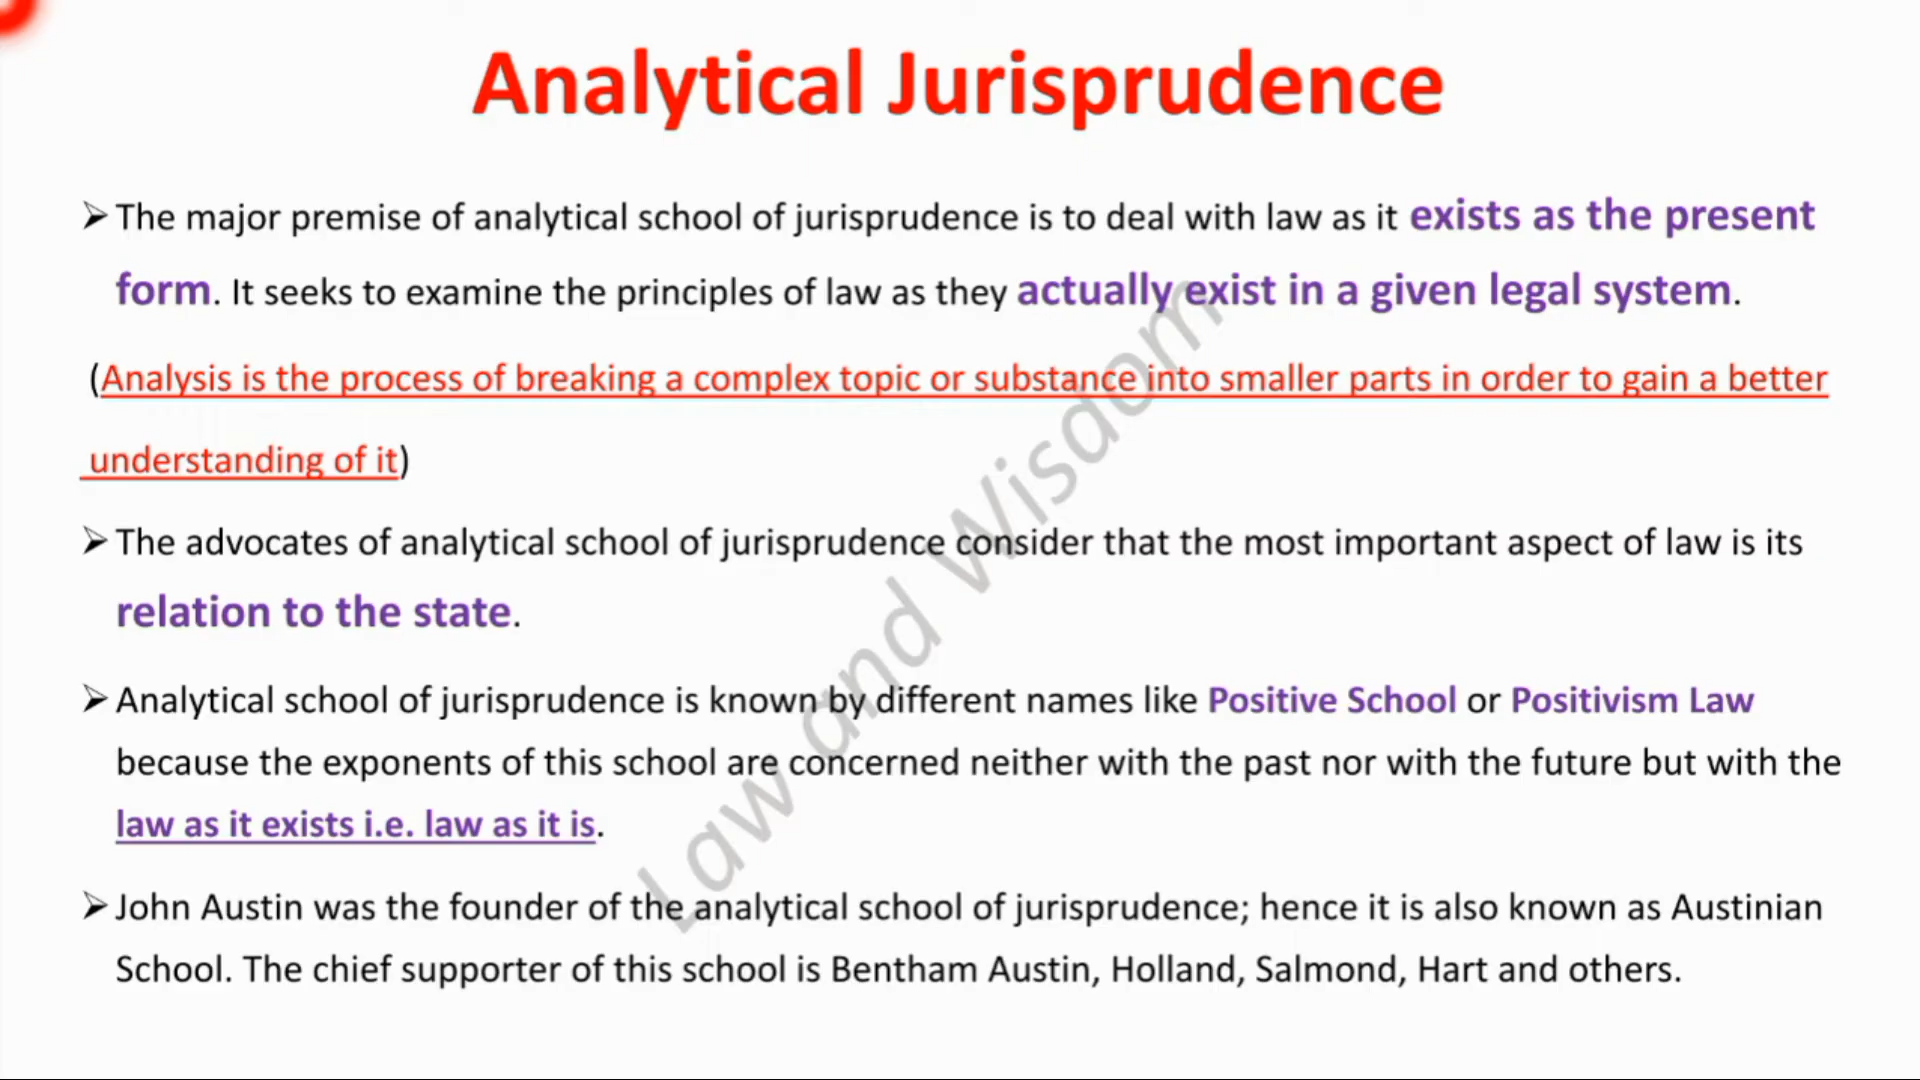 Analytical Jurisprudence
➢The major premise of analytical school of jurisprudence is to deal with law as it exists as the present
form. It seeks to examine the principles of law as they actually exist in a given legal system.
(Analysis is the process of breaking a complex topic or substance into smaller parts in order to gain a better
understanding of it)
➢The advocates of analytical school of jurisprudence consider that the most important aspect of law is its
relation to the state.
➢Analytical school of jurisprudence is known by different names like Positive School or Positivism Law
because the exponents of this school are concerned neither with the past nor with the future but with the
law as it exists i.e. law as it is.
➢John Austin was the founder of the analytical school of jurisprudence; hence it is also known as Austinian
School. The chief supporter of this school is Bentham Austin, Holland, Salmond, Hart and others.
Law and Wisdom